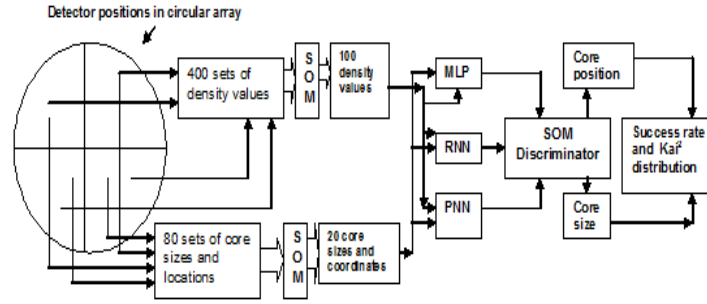 Detector positions in circular array
400 sets of
density values
S
O
M
100
density
values
MLP
RNN
PNN
SOM
Discriminator
Core
position
Core
size
Success rate
and Kai²
distribution
80 sets of core
sizes and
locations
S
O
M
20 core
sizes and
coordinates